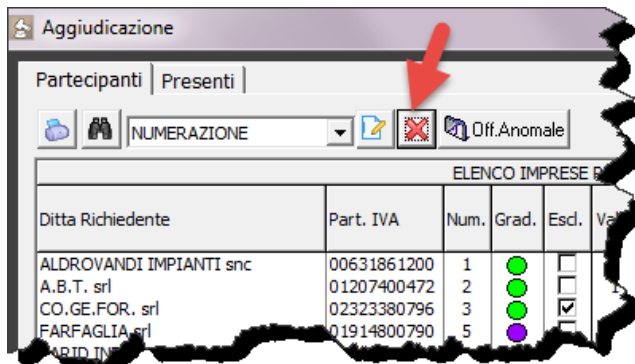 Aggiudicazione
Partecipanti Presenti
NUMERAZIONE Off.Anomale
ELENCO IMPRESE
Ditta Richiedente Part. IVA Num. Grad. Escl.
ALDROVANDI IMPIANTI snc 00631861200 1
A.B.T. srl 01207400472 2
CO.GE.FOR. srl 02323380796 3
FARFAGLIA srl 01914800790 5